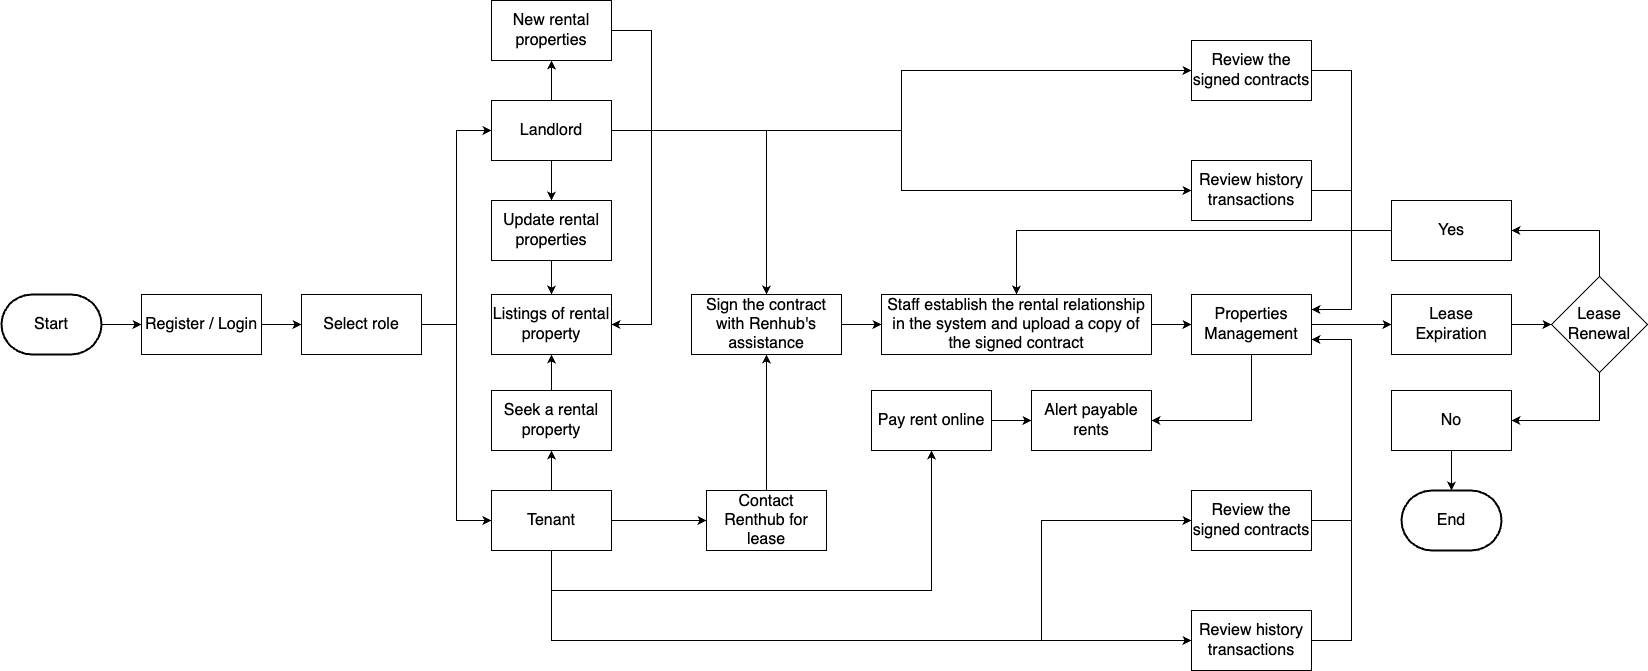 New rental
properties
Landlord
Update rental
properties
Start
Register / Login
Select role
Listings of rental
property
Seek a rental
property
Tenant
Contact
Renthub for
lease
Sign the contract
with Renhub's
assistance
Staff establish the rental relationship
in the system and upload a copy of
the signed contract
Pay rent online
Alert payable
rents
Review the
signed contracts
Review history
transactions
Properties
Management
Review the
signed contracts
Review history
transactions
Yes
Lease
Expiration
Lease
Renewal
No
End